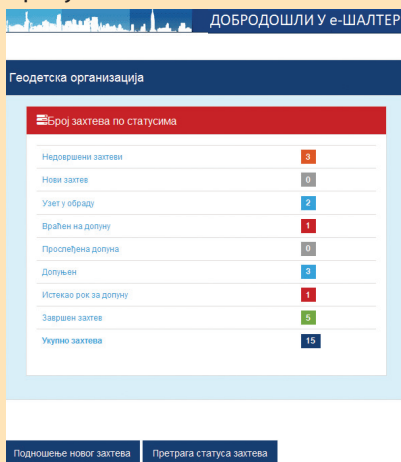 ДОБРОДОШЛИ У е-ШАЛТЕР
Геодетска организација
Број захтева по статусима
Недовршени захтеви 3
Нови захтев 0
Узет у обраду 2
Враћен на допуну 1
Прослеђена допуна 0
Допуњен 3
Истекао рок за допуну 1
Завршен захтев 5
Укупно захтева 15
Подношење новог захтева Претрага статуса захтева